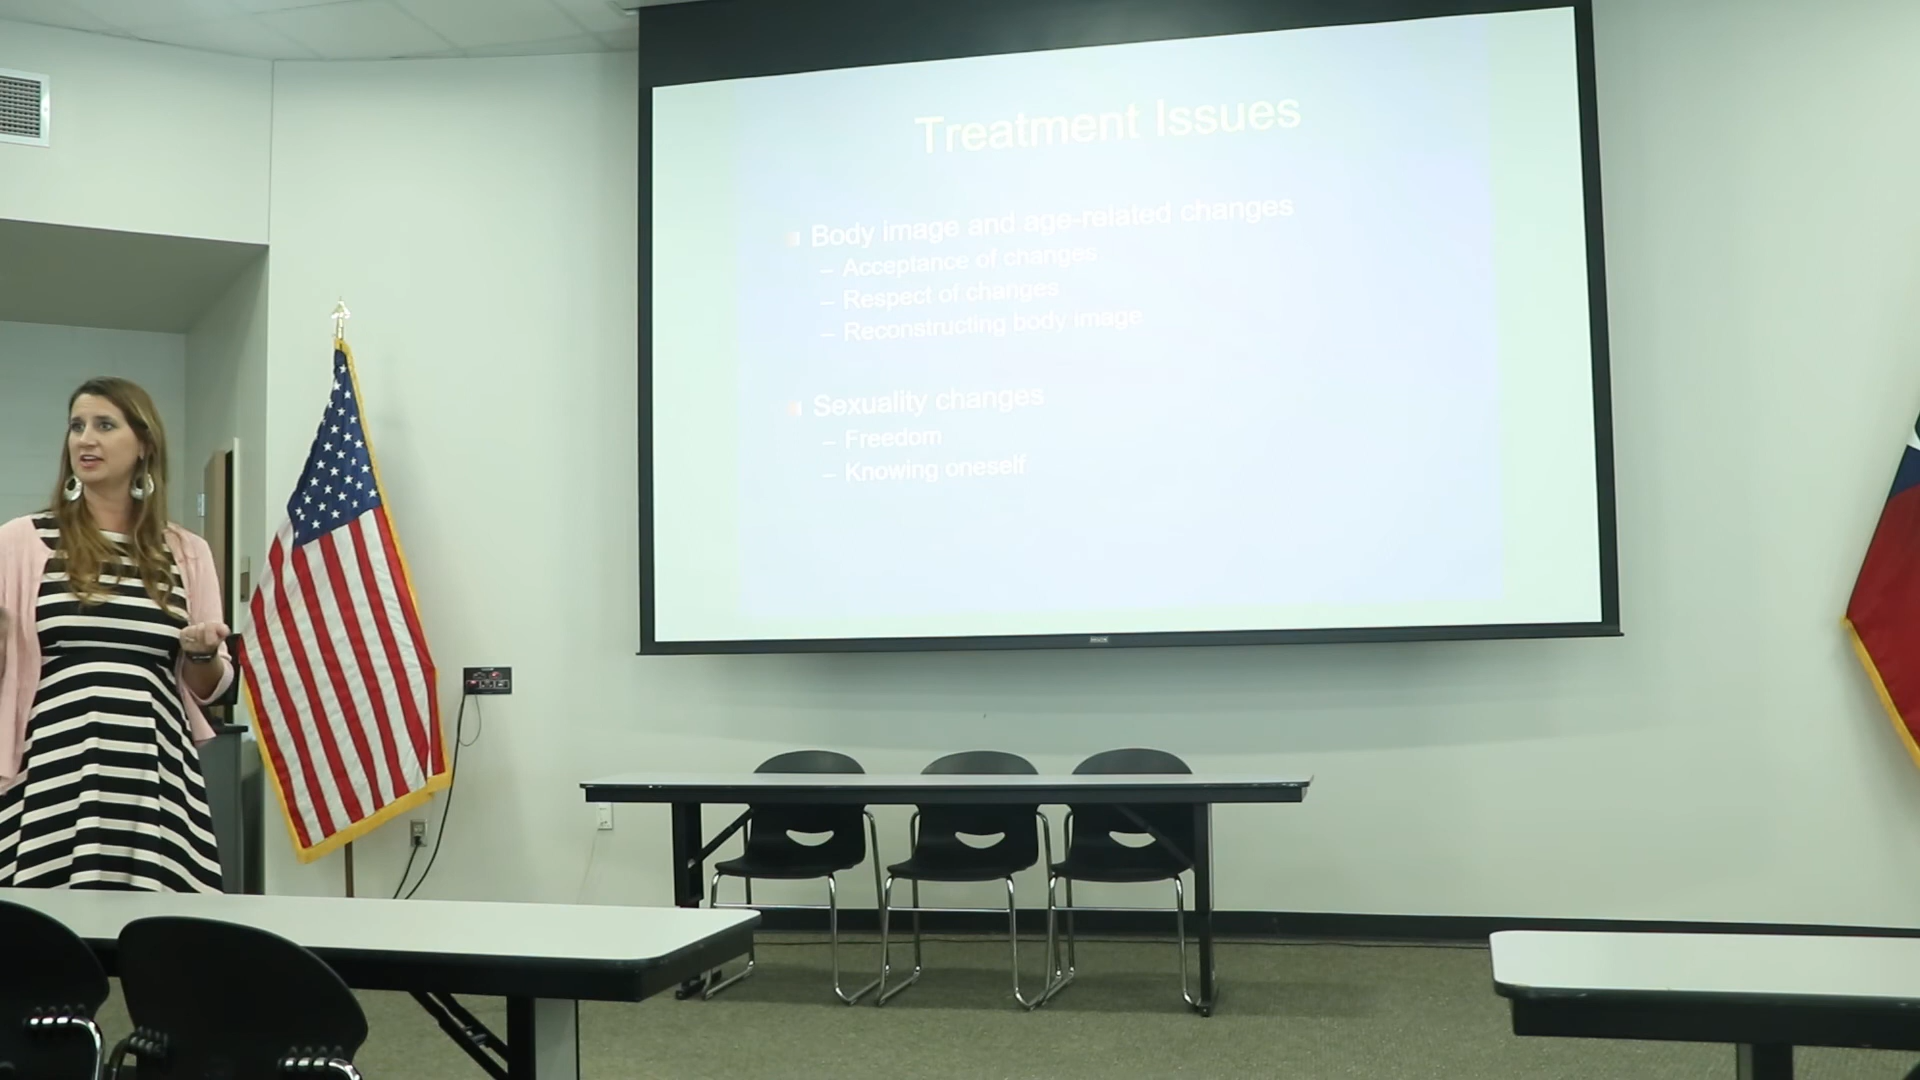 Treatment Issues
Body image and age-related changes
– Acceptance of changes
– Respect of changes
– Reconstructing body image
Sexuality changes
– Freedom
– Knowing oneself